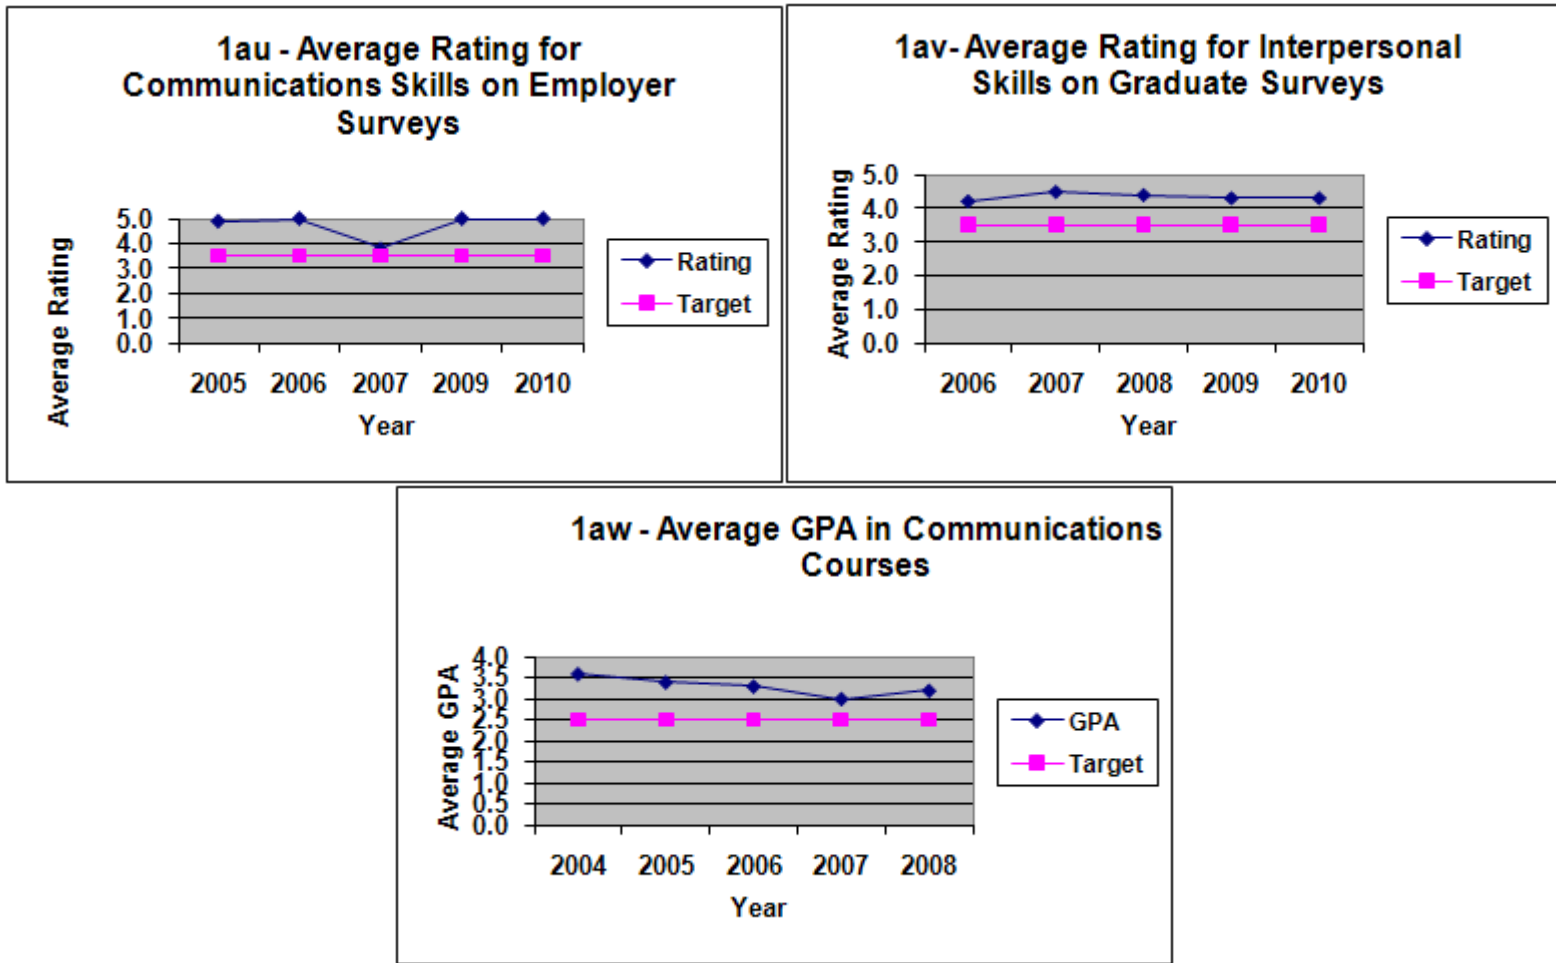 1au - Average Rating for
Communications Skills on Employer
Surveys
Average Rating
5.0
4.0
3.0
2.0
1.0
0.0
2005 2006 2007 2009 2010
Year
Rating
Target
1av- Average Rating for Interpersonal
Skills on Graduate Surveys
Average Rating
5.0
4.0
3.0
2.0
1.0
0.0
2006 2007 2008 2009 2010
Year
Rating
Target
1aw - Average GPA in Communications
Courses
Average GPA
4.0
3.5
3.0
2.5
2.0
1.5
1.0
0.5
0.0
2004 2005 2006 2007 2008
Year
GPA
Target